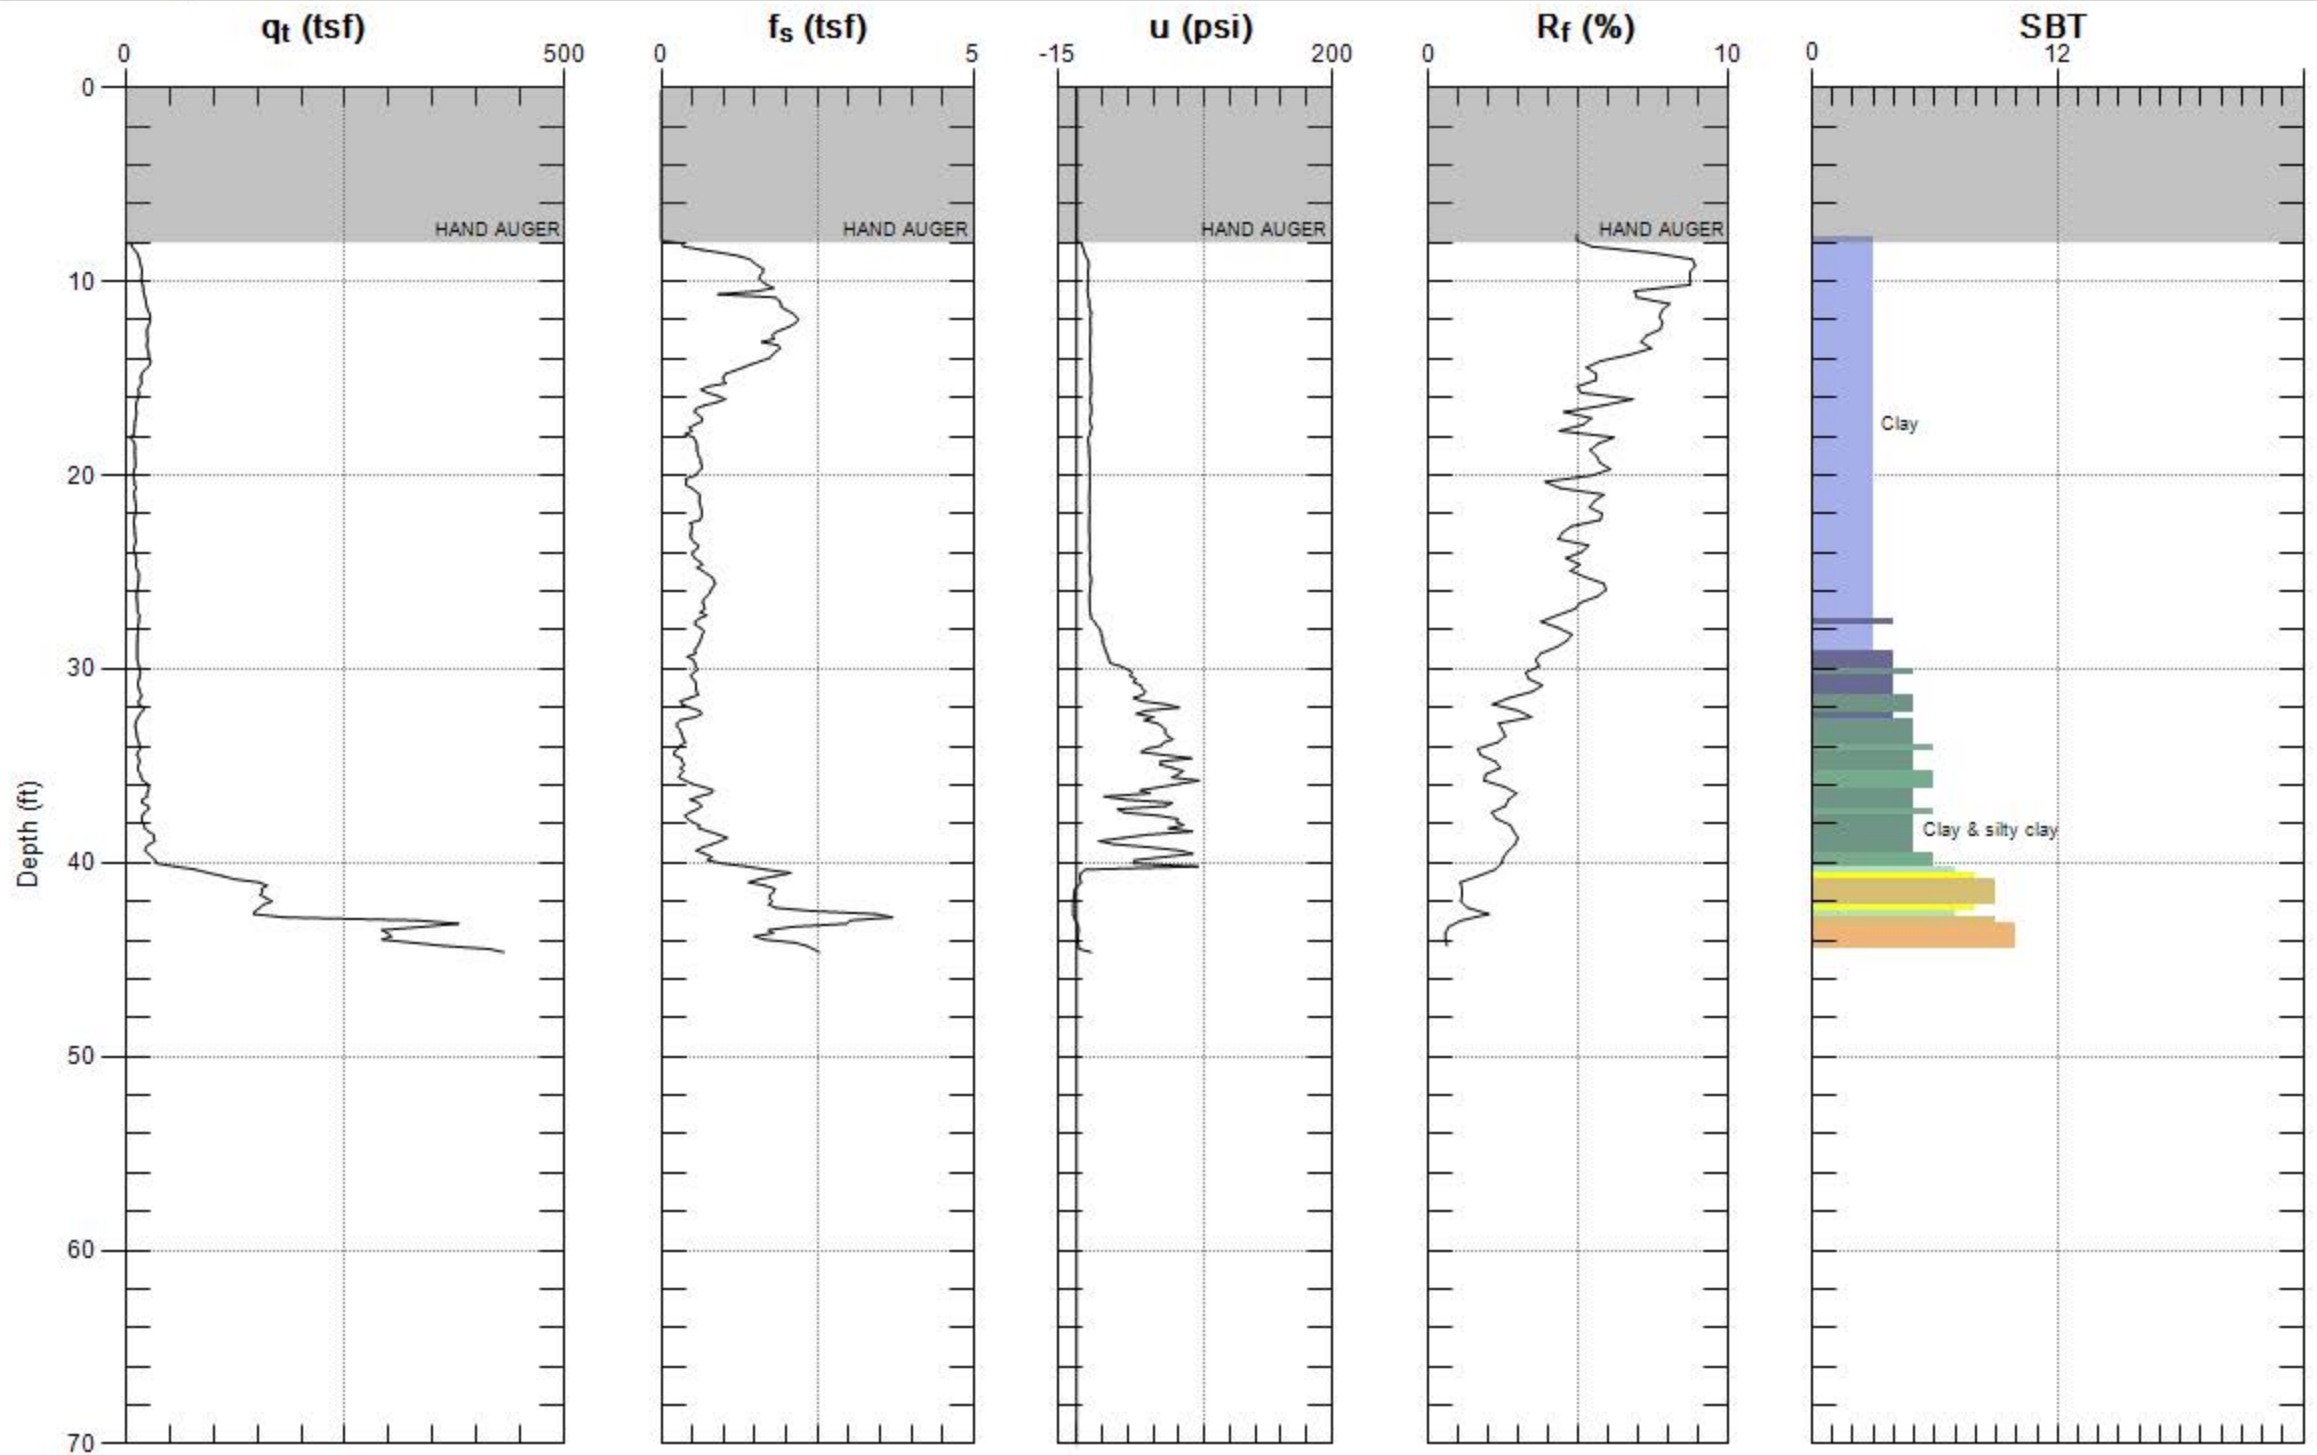 qt (tsf) fs (tsf) u (psi) Rf (%) SBT
0 500 0 5 -15 200 0 10 0 12
0
HAND AUGER HAND AUGER HAND AUGER HAND AUGER
10
Clay
20
30
Clay & silty clay
40
Depth (ft)
50
60
70